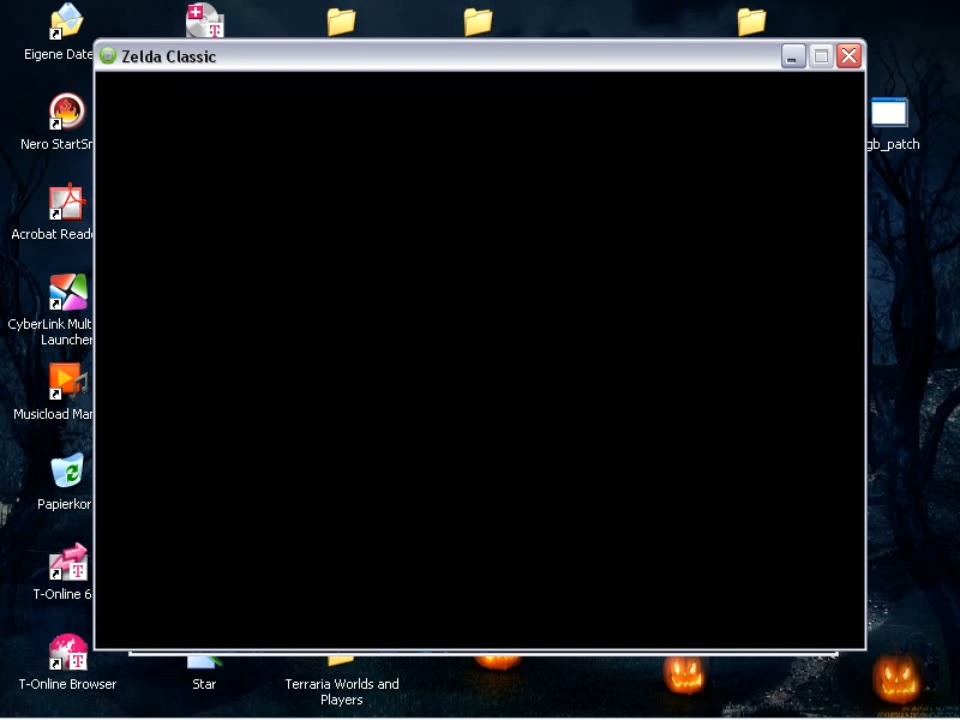 Eigene Date
Zelda Classic
Nero StartSm
gb_patch
Acrobat Reade
CyberLink Mult
Launcher
Musicload Man
Papierkor
T-Online 6
T-Online Browser
Star
Terraria Worlds and
Players